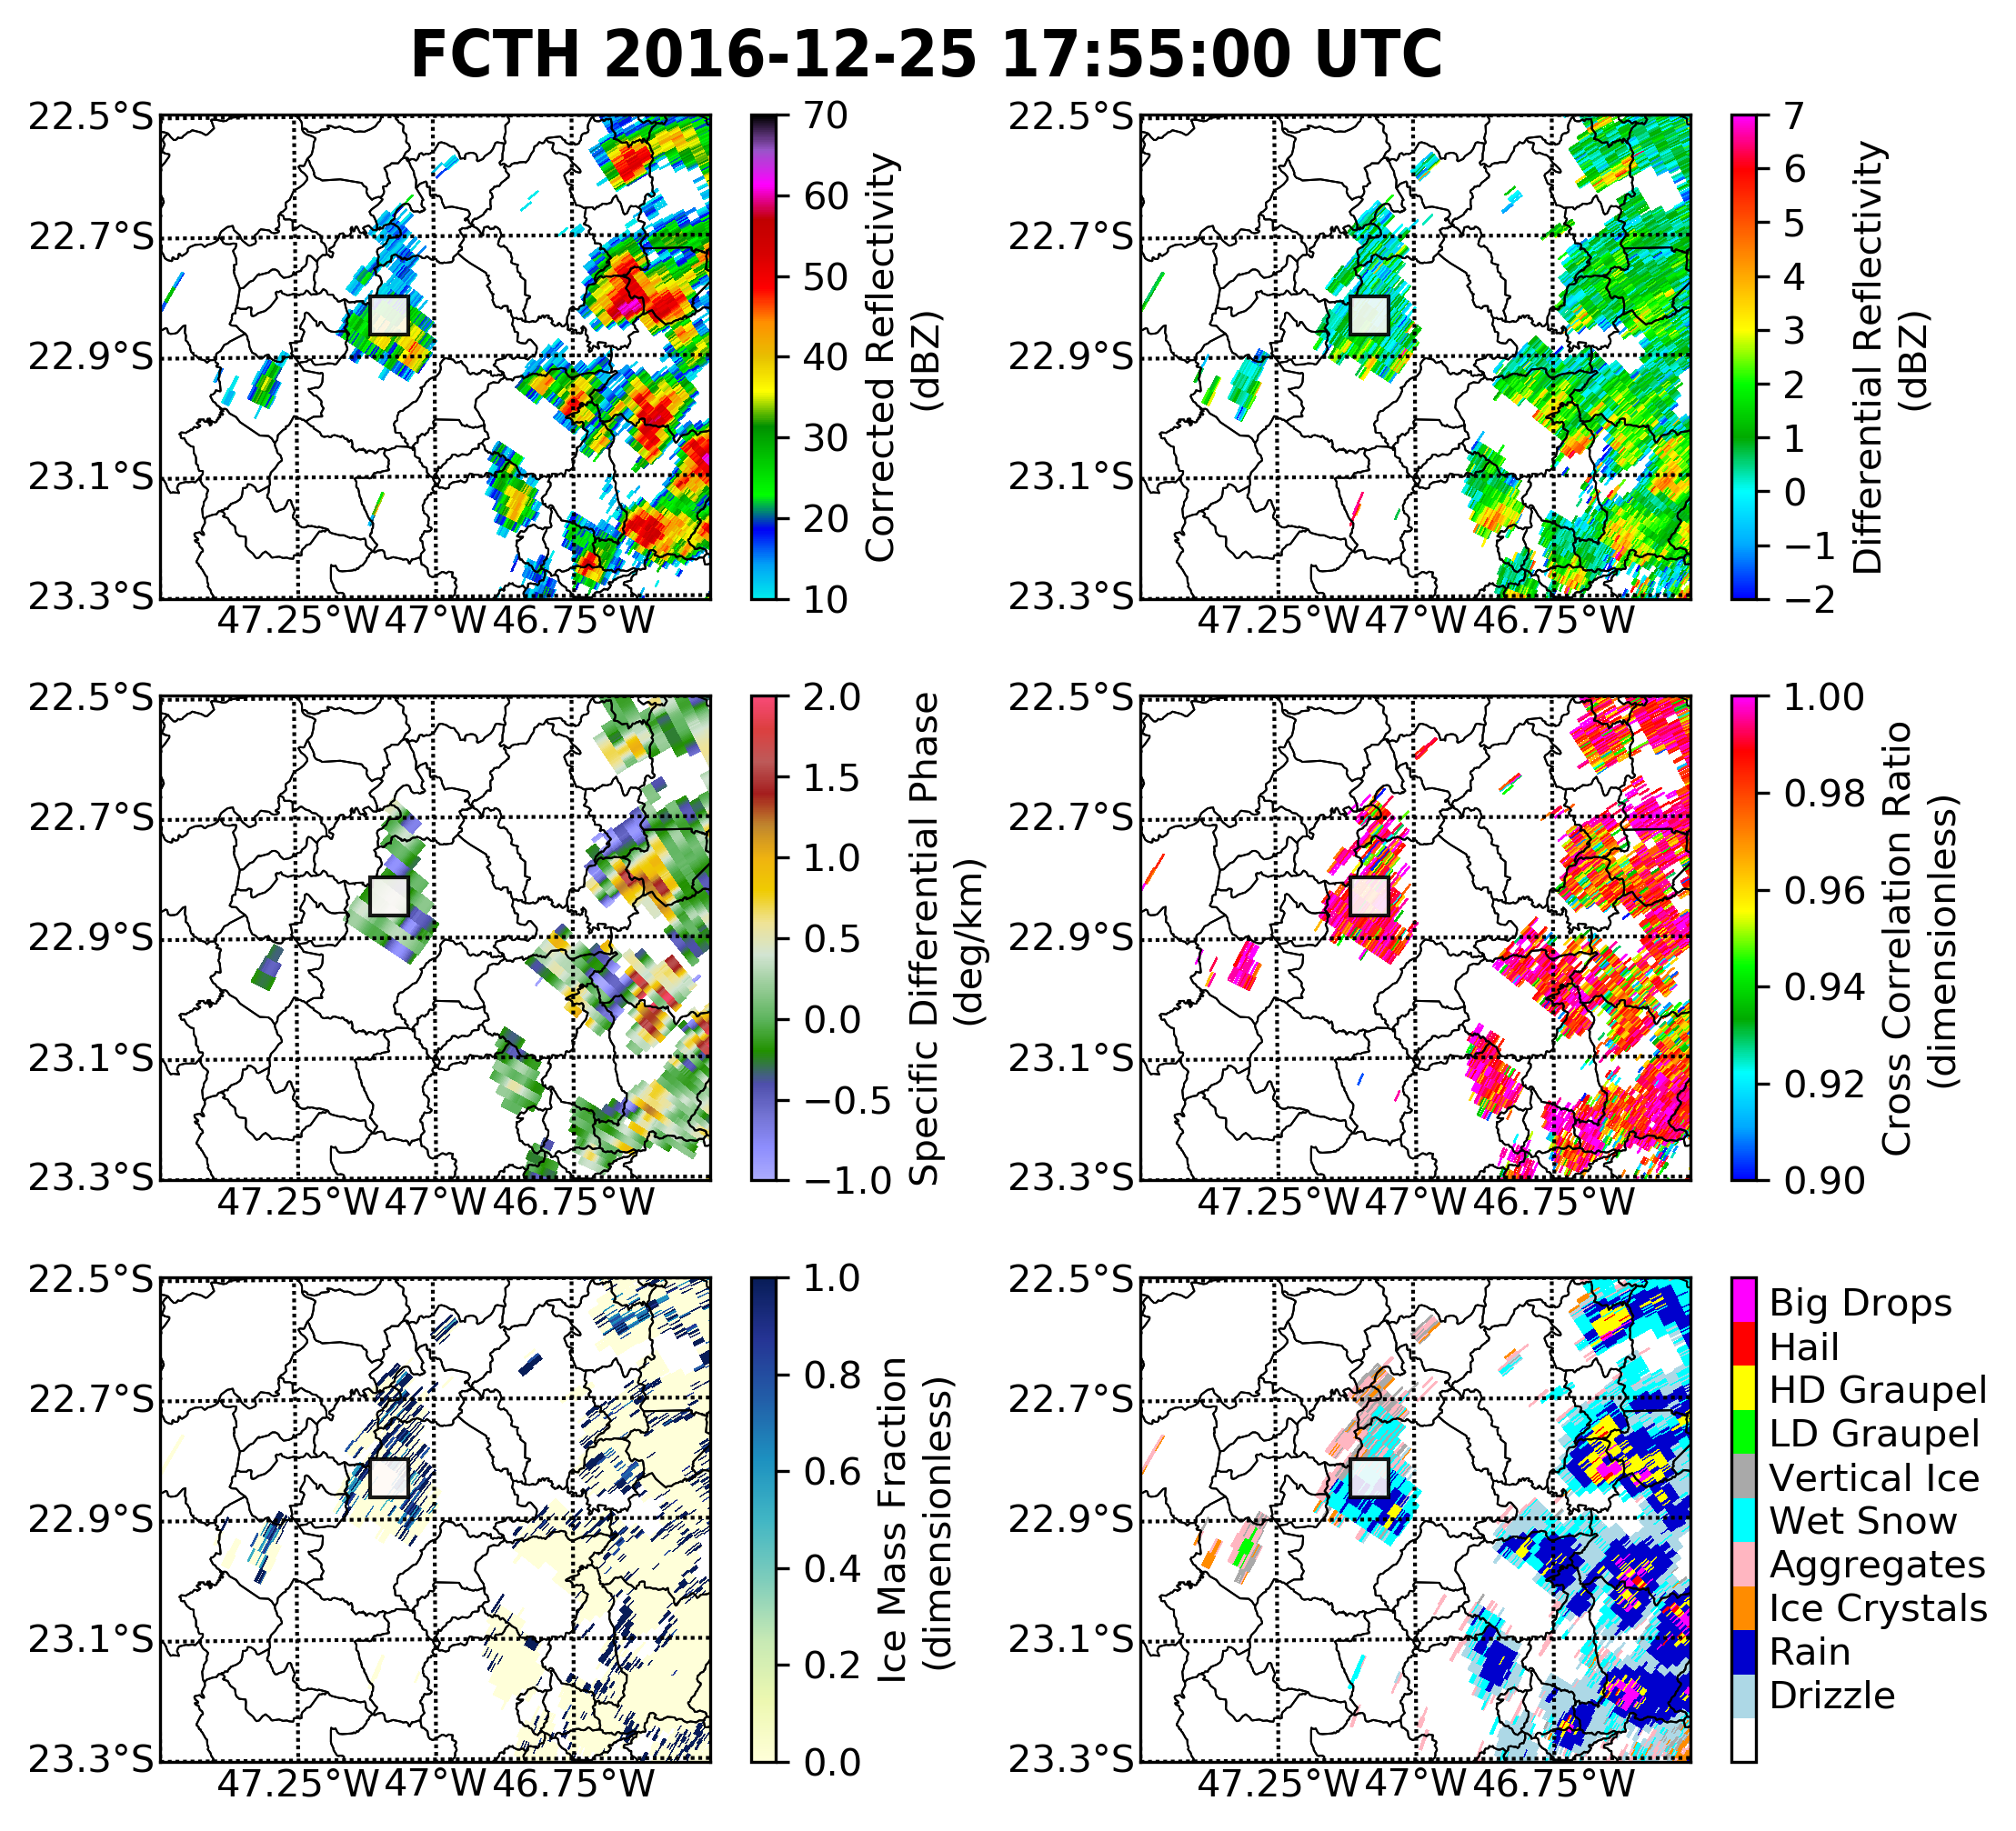 FCTH 2016-12-25 17:55:00 UTC
22.5°S
22.7°S
22.9°S
23.1°S
23.3°S
47.25°W
47°W
46.75°W
70
60
50
40
30
20
10
Corrected Reflectivity
(dBZ)
22.5°S
22.7°S
22.9°S
23.1°S
23.3°S
47.25°W
47°W
46.75°W
7
6
5
4
3
2
1
0
−1
−2
Differential Reflectivity
(dBZ)
22.5°S
22.7°S
22.9°S
23.1°S
23.3°S
47.25°W
47°W
46.75°W
2.0
1.5
1.0
0.5
0.0
−0.5
−1.0
Specific Differential Phase
(deg/km)
22.5°S
22.7°S
22.9°S
23.1°S
23.3°S
47.25°W
47°W
46.75°W
1.00
0.98
0.96
0.94
0.92
0.90
Cross Correlation Ratio
(dimensionless)
22.5°S
22.7°S
22.9°S
23.1°S
23.3°S
47.25°W
47°W
46.75°W
1.0
0.8
0.6
0.4
0.2
0.0
Ice Mass Fraction
(dimensionless)
22.5°S
22.7°S
22.9°S
23.1°S
23.3°S
47.25°W
47°W
46.75°W
Big Drops
Hail
HD Graupel
LD Graupel
Vertical Ice
Wet Snow
Aggregates
Ice Crystals
Rain
Drizzle